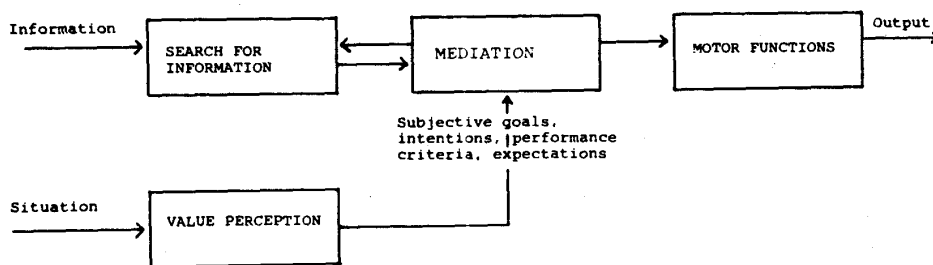 Information
SEARCH FOR
INFORMATION
MEDIATION
MOTOR FUNCTIONS
Output
Subjective goals,
intentions, performance
criteria, expectations
Situation
VALUE PERCEPTION